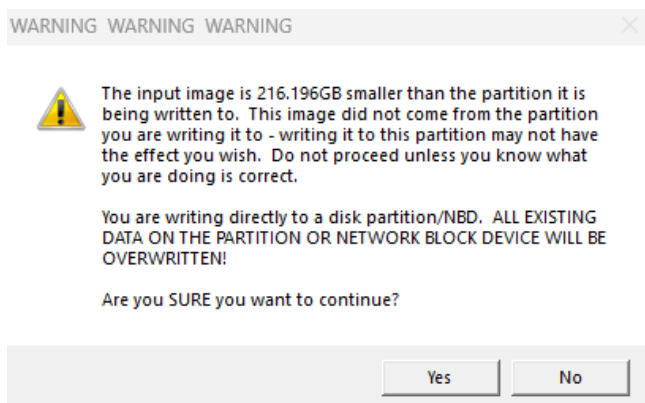 WARNING WARNING WARNING
The input image is 216.196GB smaller than the partition it is
being written to. This image did not come from the partition
you are writing it to - writing it to this partition may not have
the effect you wish. Do not proceed unless you know what
you are doing is correct.
You are writing directly to a disk partition/NBD. ALL EXISTING
DATA ON THE PARTITION OR NETWORK BLOCK DEVICE WILL BE
OVERWRITTEN!
Are you SURE you want to continue?
Yes No